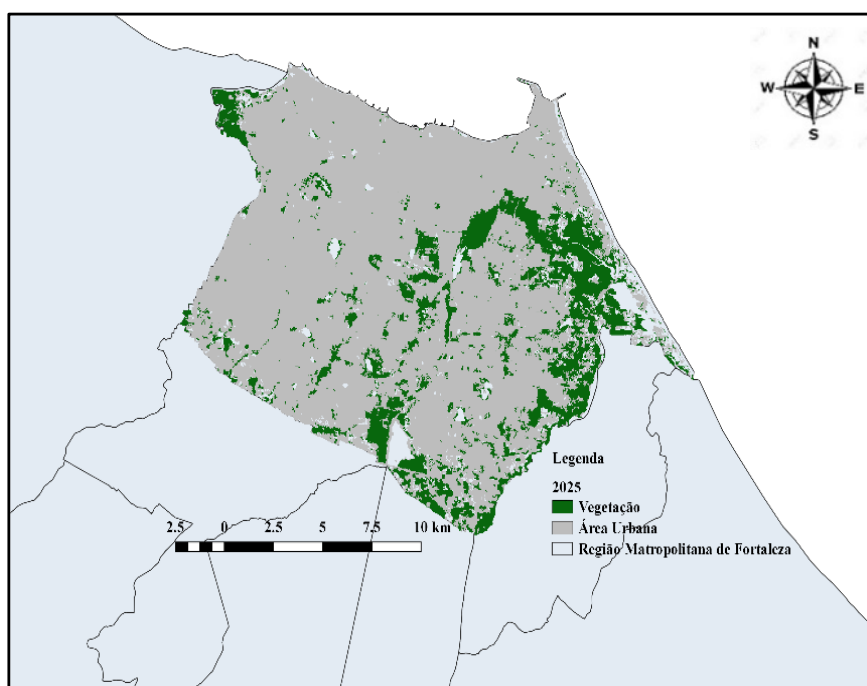 N
W E
S
Legenda
2025
Vegetação
Área Urbana
Região Matropolitana de Fortaleza
2.5 0 2.5 5 7.5 10 km